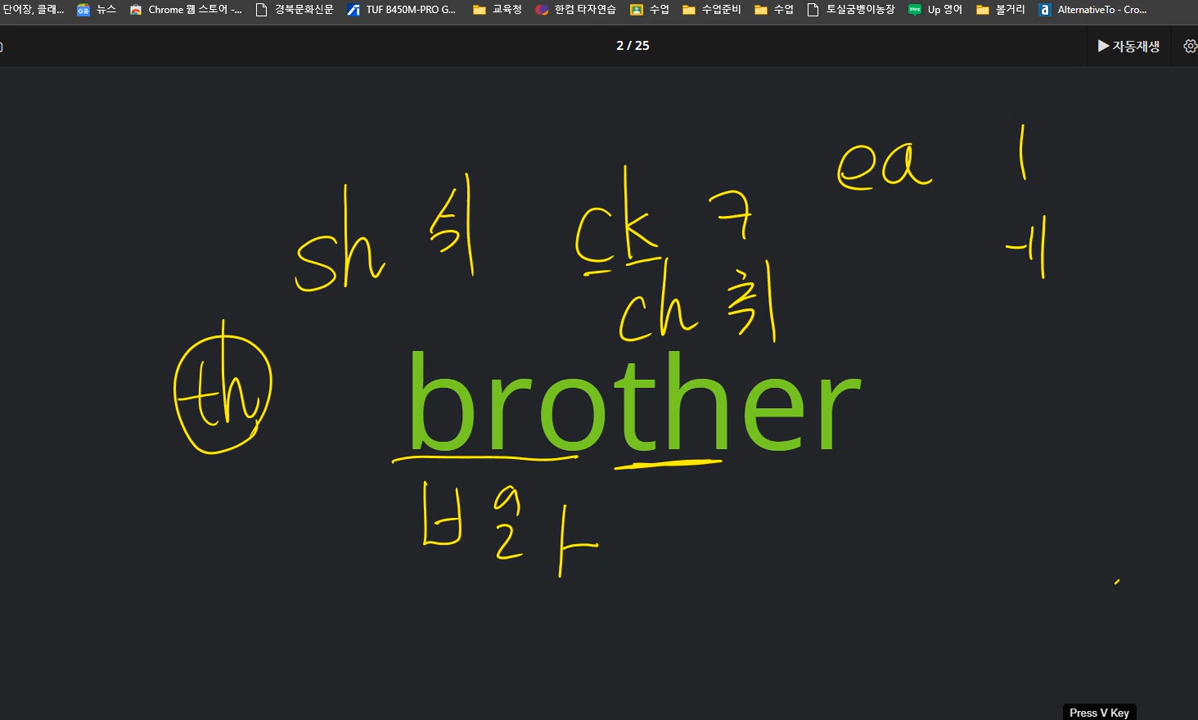 단어장, 클래... 뉴스 Chrome 웹 스토어 -... 경북문화신문 TUF B450M-PRO G... 교육청 한컴 타자연습 수업 수업준비 수업 토실굼벵이농장 Up 영어 볼거리 AlternativeTo - Cro...
2 / 25 자동재생
ea ㅣ
ㅔ
sh 쉬 ck ㅋ
ch 취
th
brother
ㅂ ㄹ ㅏ
Press V Key